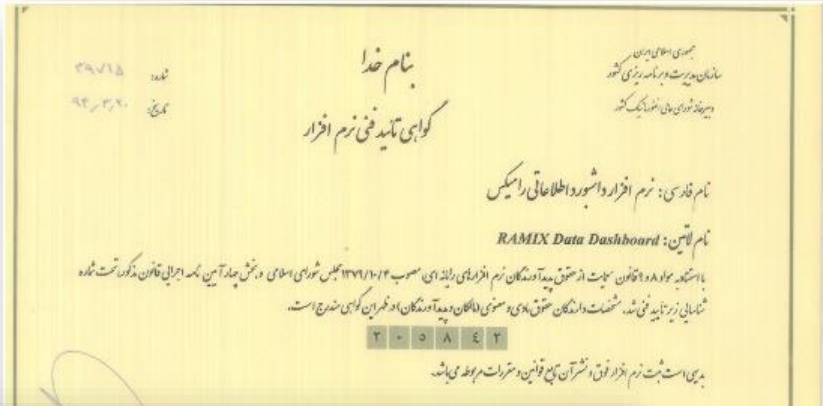 جمهوری اسلامی ایران
سازمان مدیریت و برنامه ریزی کشور
دبیرخانه شورای عالی انفورماتیک کشور
بنام خدا
گواهی تائید فنی نرم افزار
شماره: ۳۹۷۱۵
تاریخ: ۹۴/۳/۲۰
نام فارسی: نرم افزار داشبورد اطلاعاتی رامیکس
نام لاتین: RAMIX Data Dashboard
با استناد به مواد ۸ و ۹ قانون حمایت از حقوق پدیدآورندگان نرم افزارهای رایانه ای، مصوب ۱۳۷۹/۱۰/۴ مجلس شورای اسلامی و بخش چهار آیین نامه اجرایی قانون مذکور، تحت شماره
شناسایی زیر تایید فنی شد. مشخصات دارندگان حقوق مادی و معنوی (مالکان و پدیدآورندگان) در ظهر این گواهی مندرج است.
۲۰۵۸۴۲
بدیهی است ثبت نرم افزار فوق و نشر آن تابع قوانین و مقررات مربوطه می باشد.